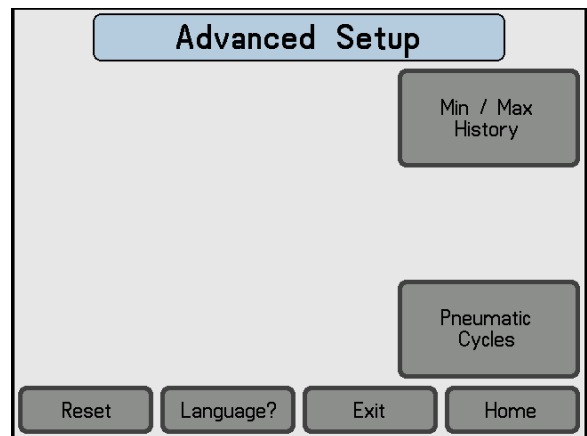 Advanced Setup
Min / Max
History
Pneumatic
Cycles
Reset
Language?
Exit
Home